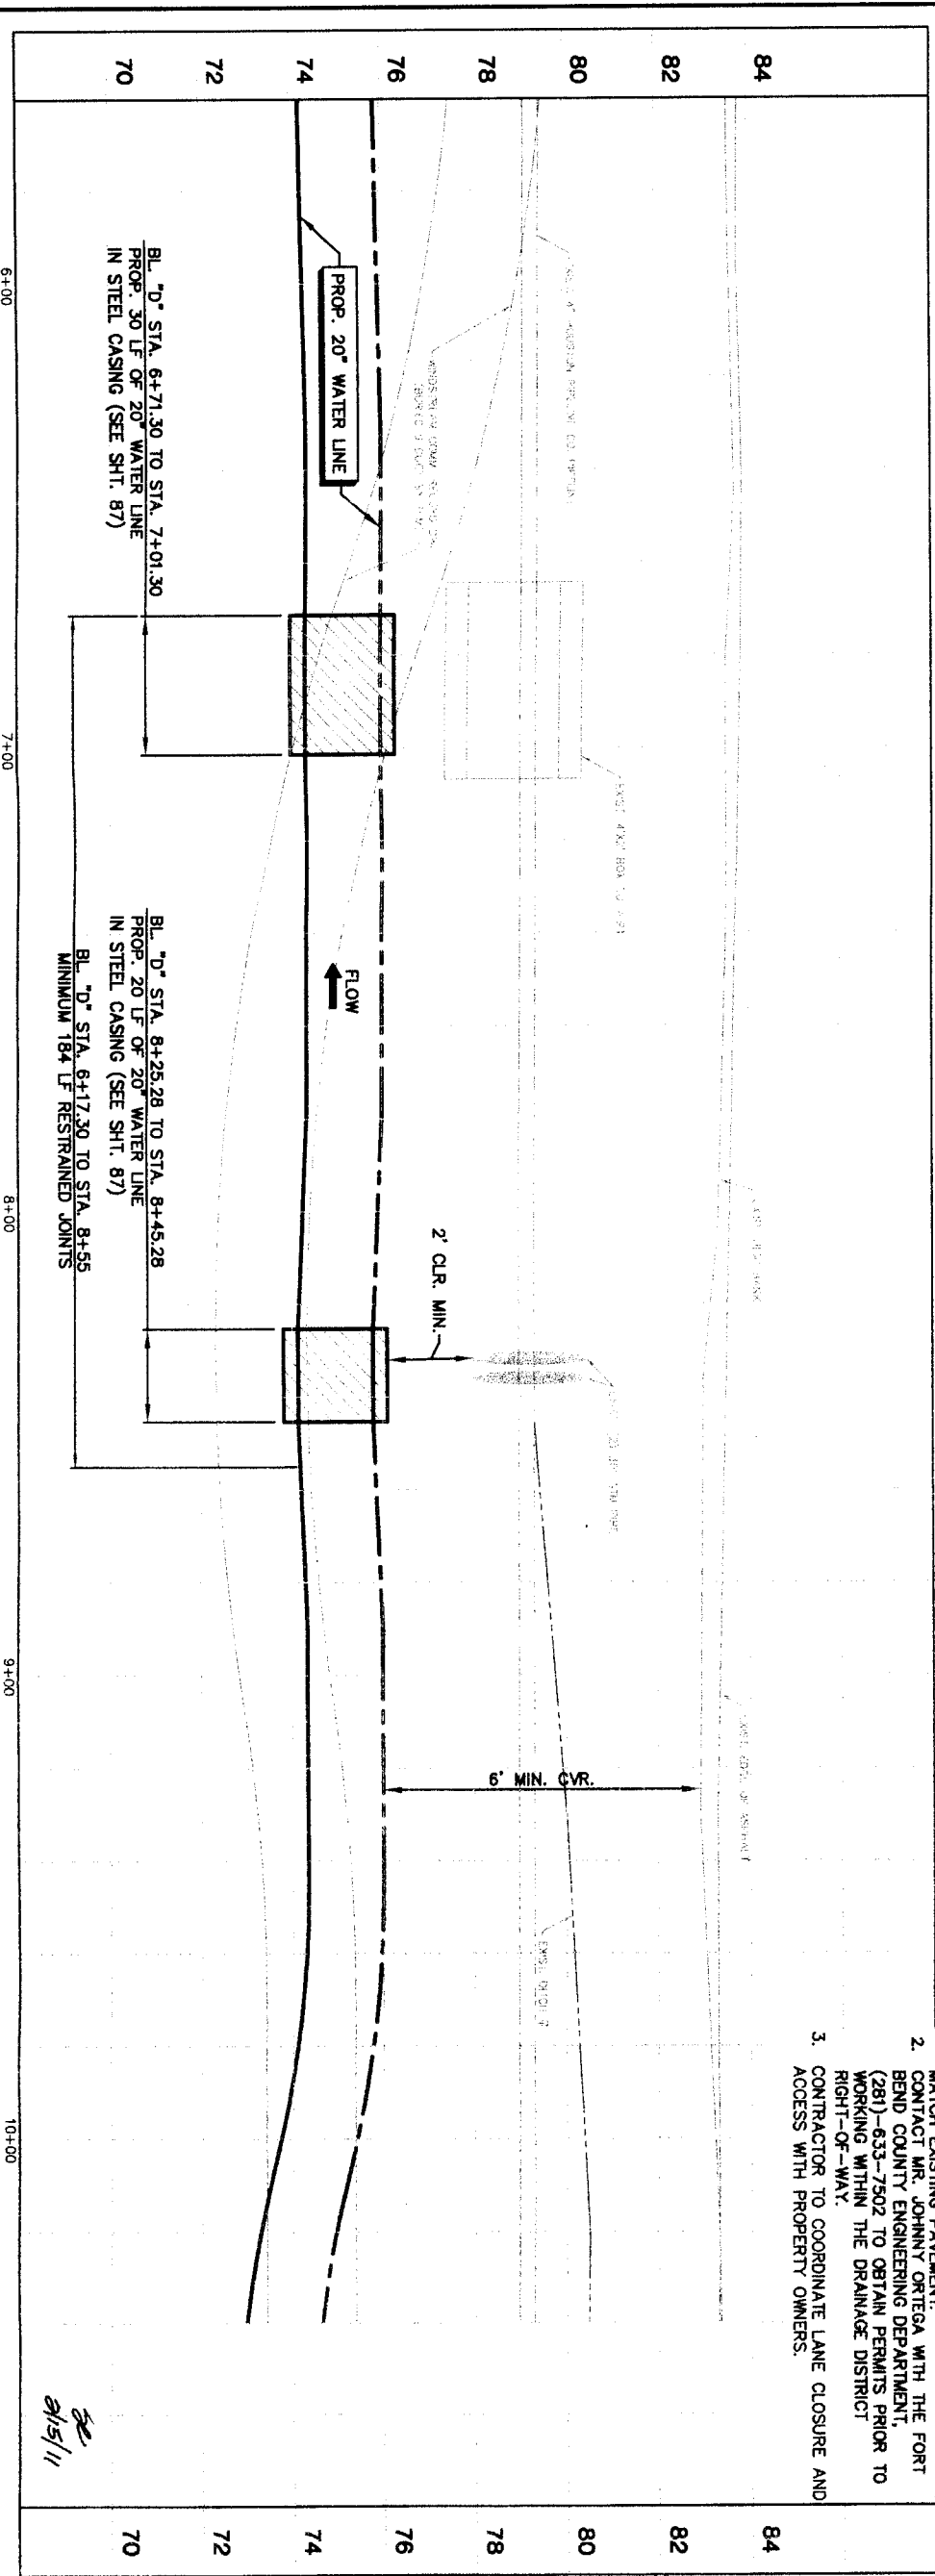 84
82
80
78
76
74
72
70
MATCH EXISTING PAVEMENT.
2. CONTACT MR. JOHNNY ORTEGA WITH THE FORT
BEND COUNTY ENGINEERING DEPARTMENT,
(281)-633-7502 TO OBTAIN PERMITS PRIOR TO
WORKING WITHIN THE DRAINAGE DISTRICT
RIGHT-OF-WAY.
3. CONTRACTOR TO COORDINATE LANE CLOSURE AND
ACCESS WITH PROPERTY OWNERS.
6' MIN. CVR.
2' CLR. MIN.
PROP. 20" WATER LINE
FLOW
BL. "D" STA. 6+71.30 TO STA. 7+01.30
PROP. 30 LF OF 20" WATER LINE
IN STEEL CASING (SEE SHT. 87)
BL. "D" STA. 8+25.28 TO STA. 8+45.28
PROP. 20 LF OF 20" WATER LINE
IN STEEL CASING (SEE SHT. 87)
BL. "D" STA. 6+17.30 TO STA. 8+55
MINIMUM 184 LF RESTRAINED JOINTS
84
82
80
78
76
74
72
70
6+00
7+00
8+00
9+00
10+00